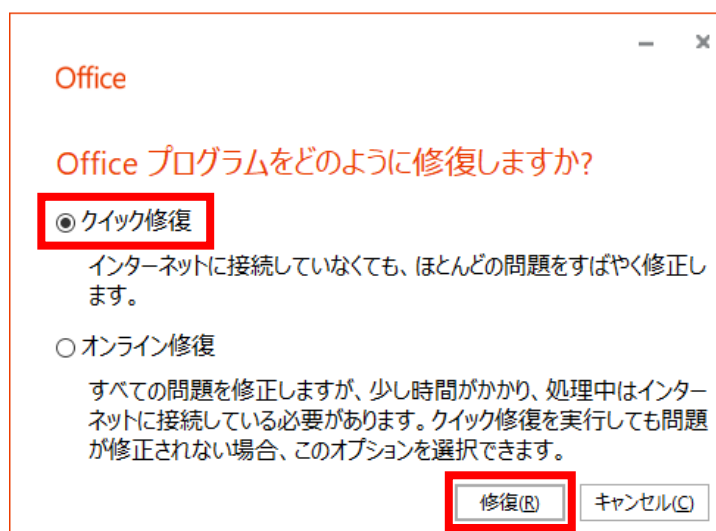 Office
Office プログラムをどのように修復しますか?
クイック修復
インターネットに接続していなくても、ほとんどの問題をすばやく修正し
ます。
オンライン修復
すべての問題を修正しますが、少し時間がかかり、処理中はインター
ネットに接続している必要があります。クイック修復を実行しても問題
が修正されない場合、このオプションを選択できます。
修復(R) キャンセル(C)